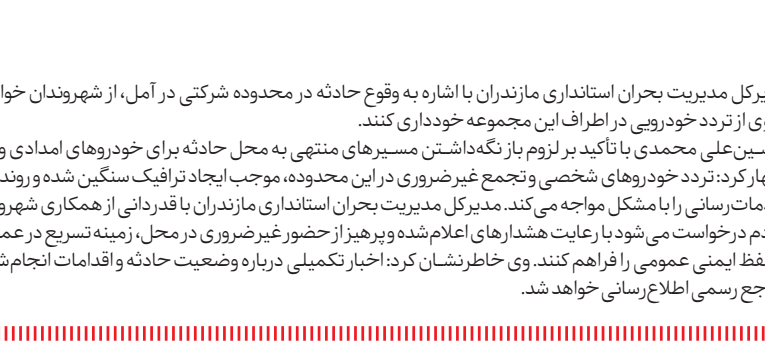 یرکل مدیریت بحران استانداری مازندران با اشاره به وقوع حادثه در محدوده شرکتی در آمل، از شهروندان خوا
وی از تردد خودرویی در اطراف این مجموعه خودداری کنند.
سین‌علی محمدی با تأکید بر لزوم باز نگه‌داشتن مسیرهای منتهی به محل حادثه برای خودروهای امدادی و
هار کرد: تردد خودروهای شخصی و تجمع غیرضروری در این محدوده، موجب ایجاد ترافیک سنگین شده و روند
مات‌رسانی را با مشکل مواجه می‌کند. مدیرکل مدیریت بحران استانداری مازندران با قدردانی از همکاری شهرو
دم درخواست می‌شود با رعایت هشدارهای اعلام‌شده و پرهیز از حضور غیرضروری در محل، زمینه تسریع در عم
فظ ایمنی عمومی را فراهم کنند. وی خاطرنشان کرد: اخبار تکمیلی درباره وضعیت حادثه و اقدامات انجام‌ش
جع رسمی اطلاع‌رسانی خواهد شد.